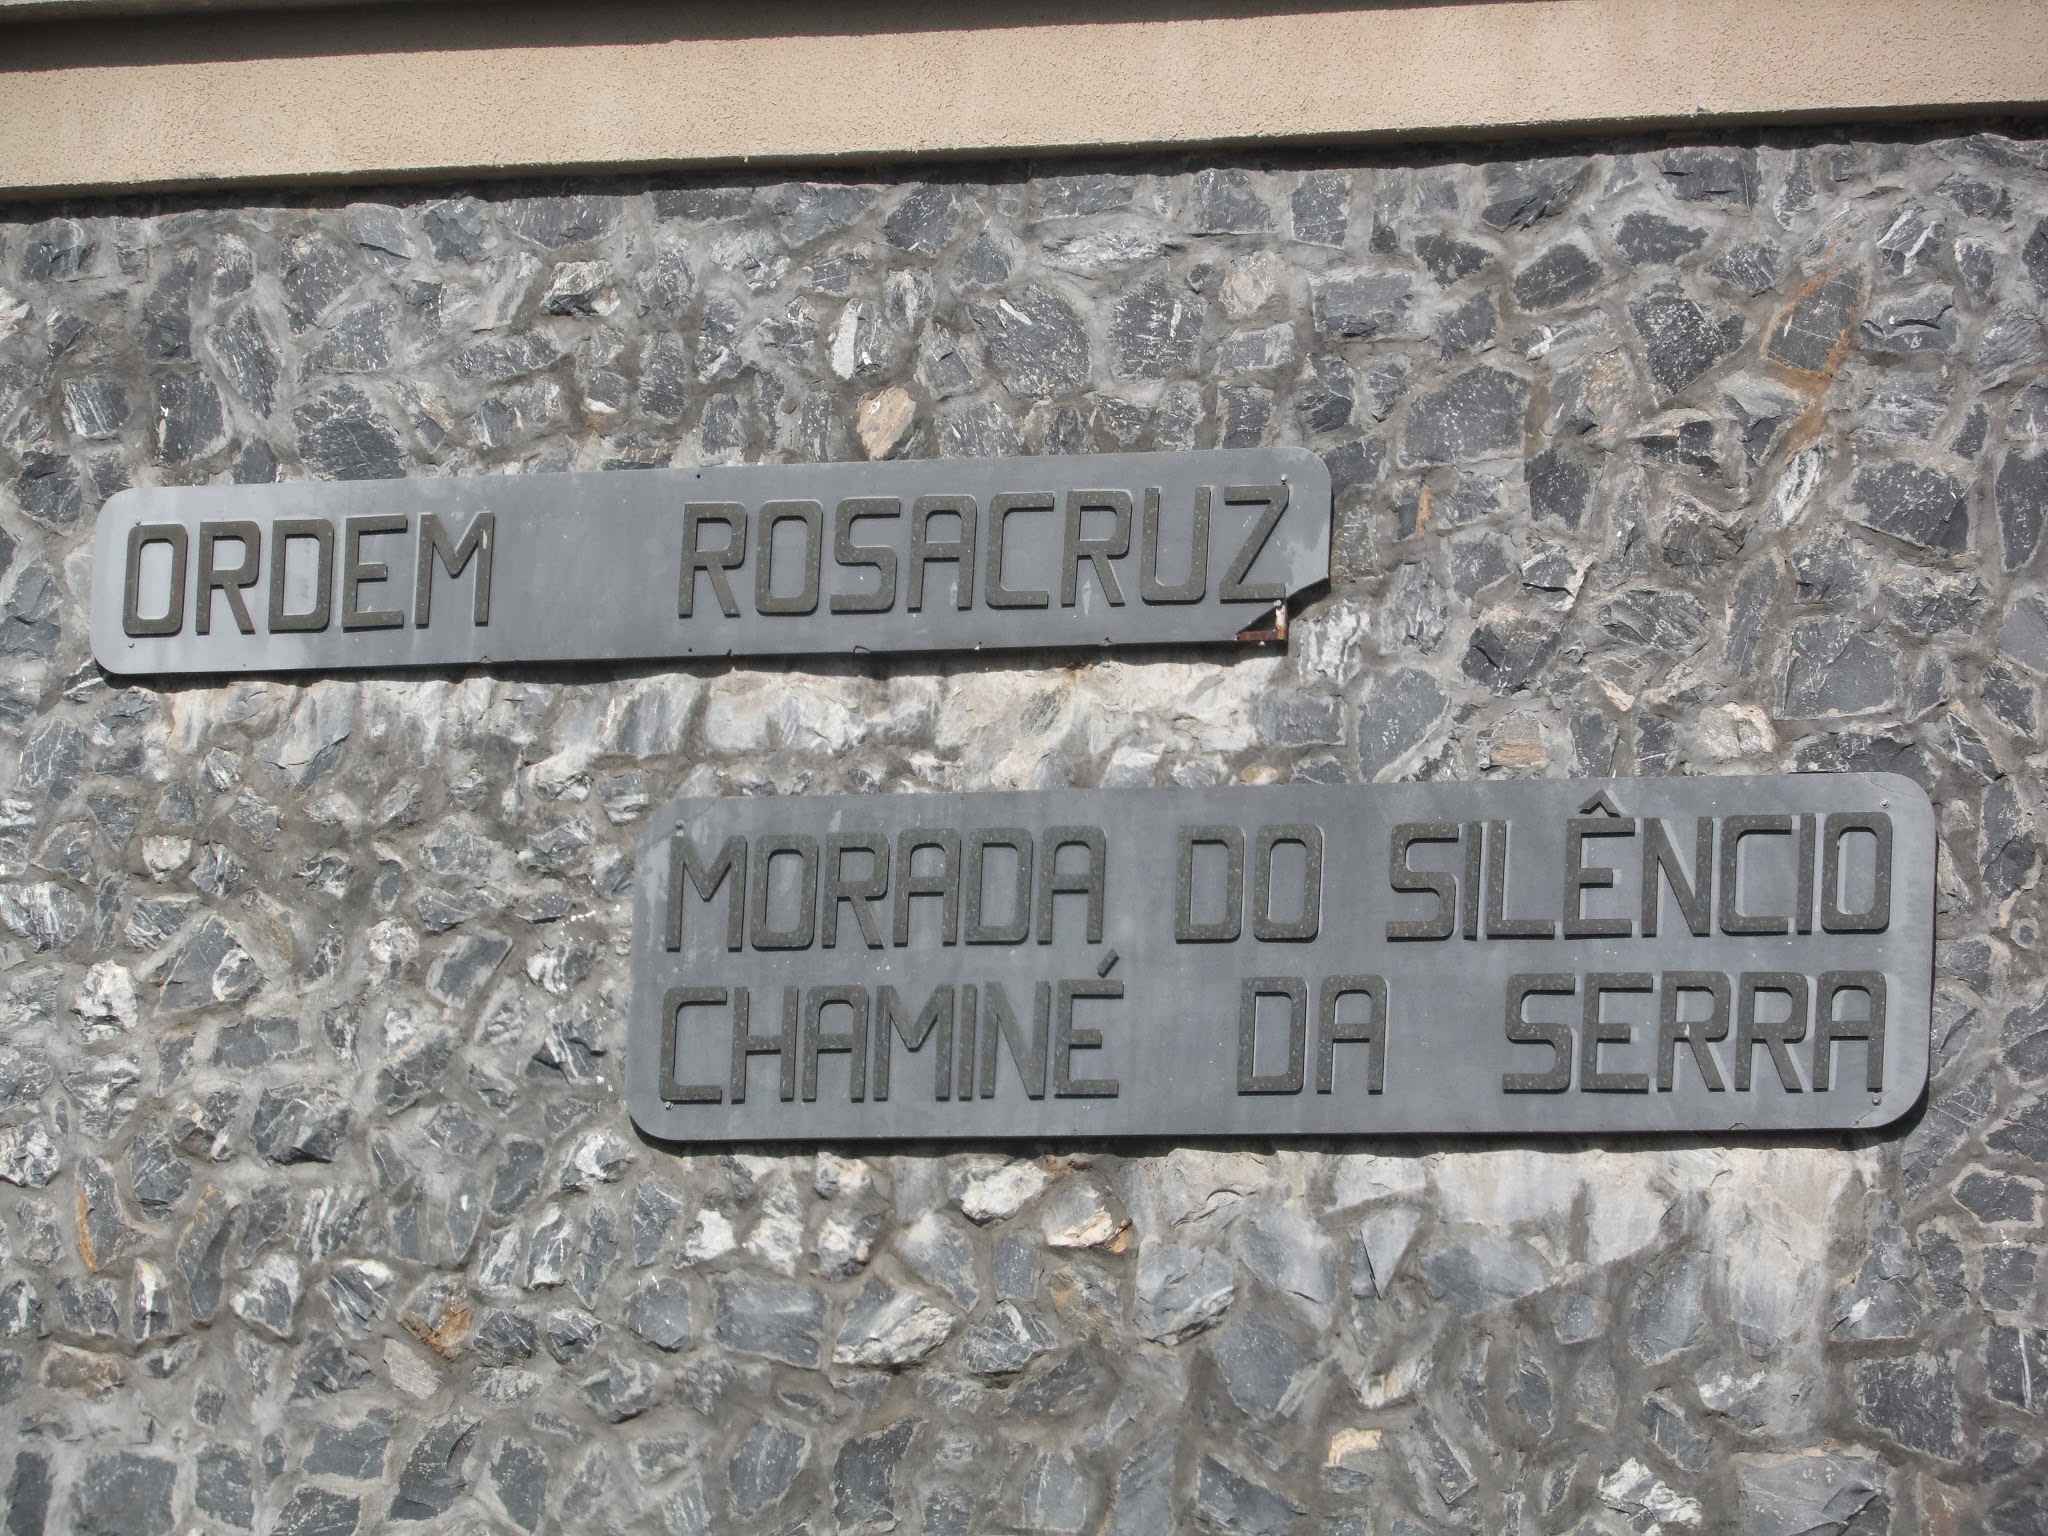 ORDEM ROSACRUZ
MORADA DO SILÊNCIO
CHAMINÉ DA SERRA